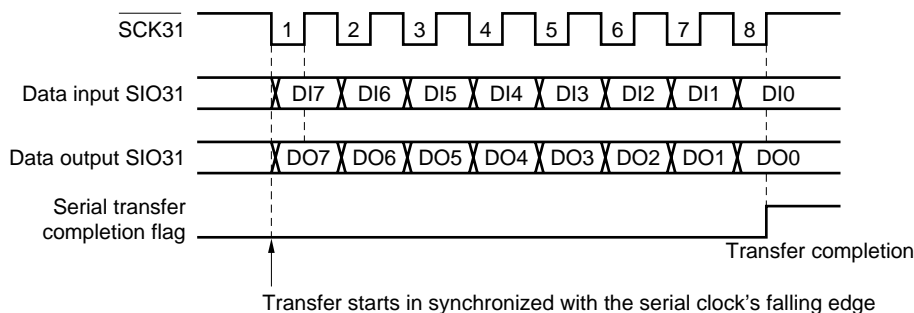 SCK31
1 2 3 4 5 6 7 8
Data input SIO31
DI7 DI6 DI5 DI4 DI3 DI2 DI1 DI0
Data output SIO31
DO7 DO6 DO5 DO4 DO3 DO2 DO1 DO0
Serial transfer
completion flag
Transfer completion
Transfer starts in synchronized with the serial clock's falling edge